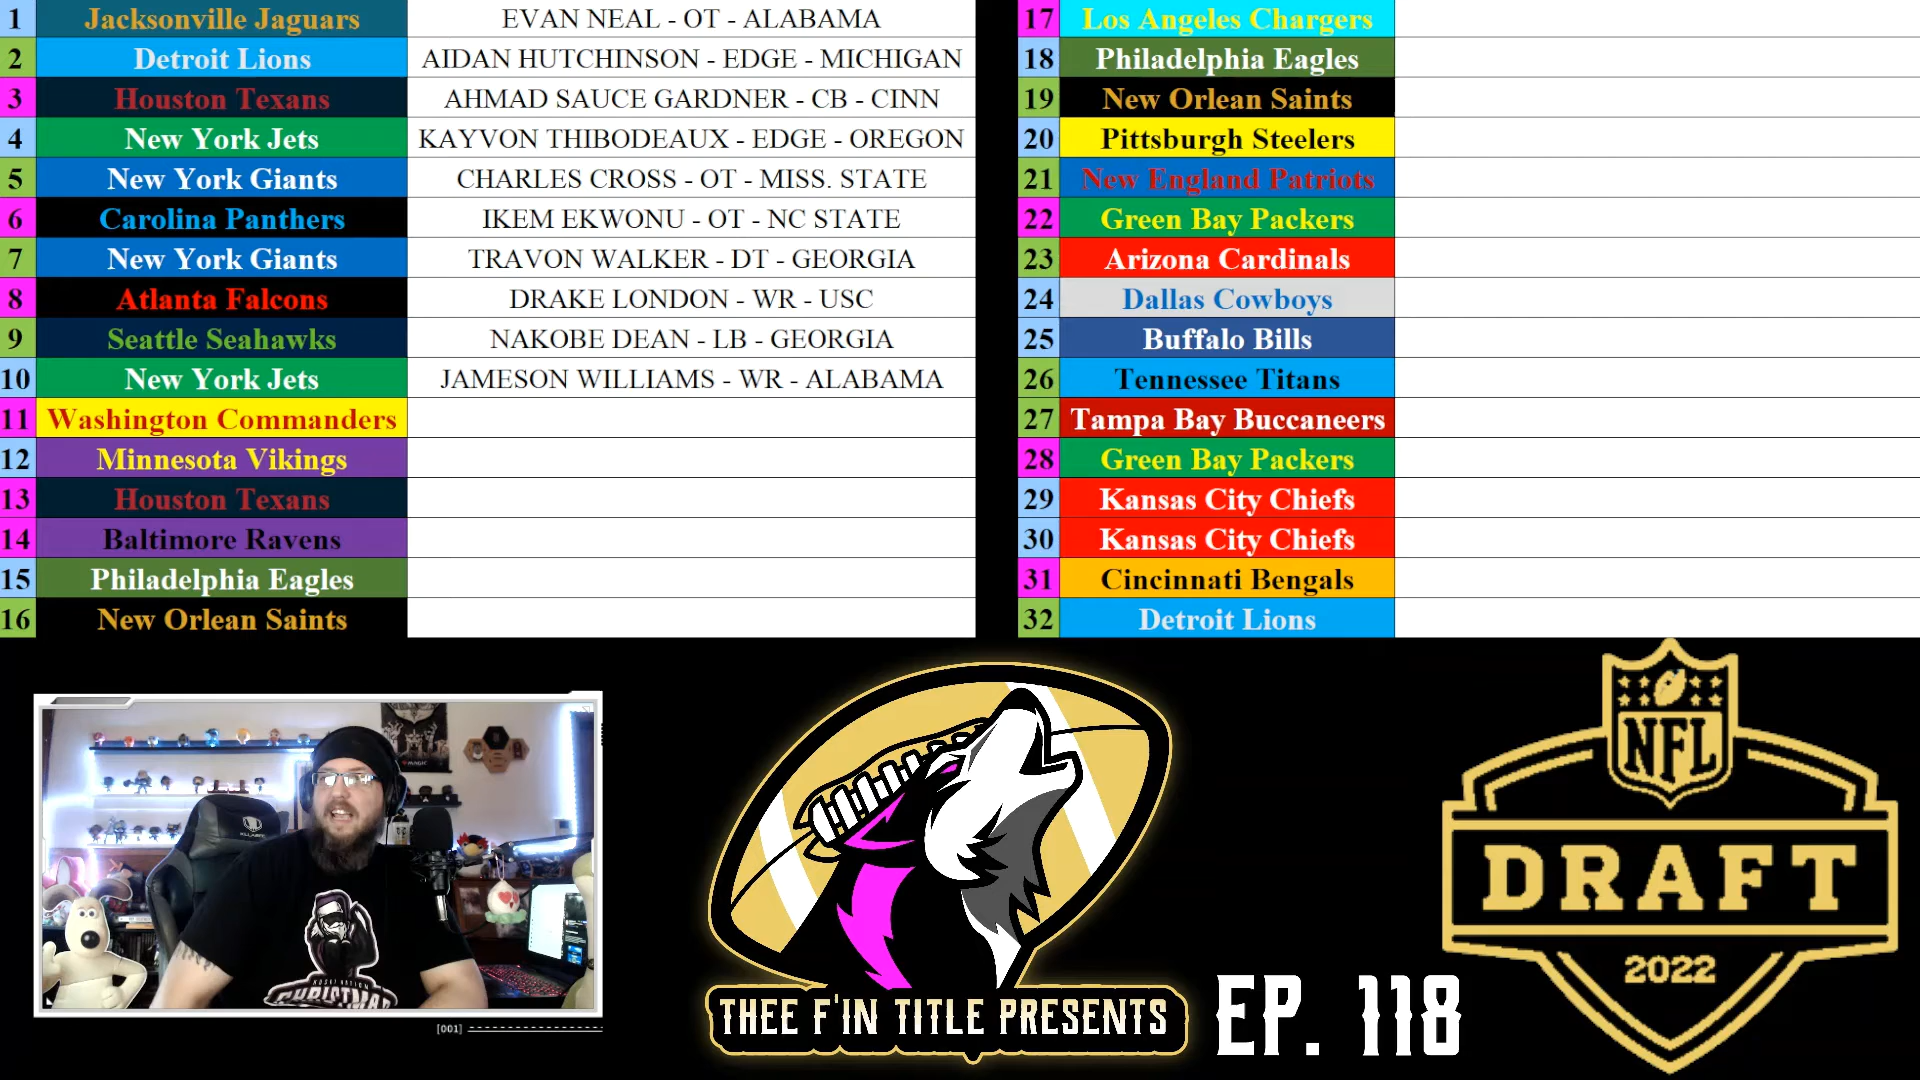 1 Jacksonville Jaguars EVAN NEAL - OT - ALABAMA
2 Detroit Lions AIDAN HUTCHINSON - EDGE - MICHIGAN
3 Houston Texans AHMAD SAUCE GARDNER - CB - CINN
4 New York Jets KAYVON THIBODEAUX - EDGE - OREGON
5 New York Giants CHARLES CROSS - OT - MISS. STATE
6 Carolina Panthers IKEM EKWONU - OT - NC STATE
7 New York Giants TRAVON WALKER - DT - GEORGIA
8 Atlanta Falcons DRAKE LONDON - WR - USC
9 Seattle Seahawks NAKOBE DEAN - LB - GEORGIA
10 New York Jets JAMESON WILLIAMS - WR - ALABAMA
11 Washington Commanders
12 Minnesota Vikings
13 Houston Texans
14 Baltimore Ravens
15 Philadelphia Eagles
16 New Orlean Saints
17 Los Angeles Chargers
18 Philadelphia Eagles
19 New Orlean Saints
20 Pittsburgh Steelers
21 New England Patriots
22 Green Bay Packers
23 Arizona Cardinals
24 Dallas Cowboys
25 Buffalo Bills
26 Tennessee Titans
27 Tampa Bay Buccaneers
28 Green Bay Packers
29 Kansas City Chiefs
30 Kansas City Chiefs
31 Cincinnati Bengals
32 Detroit Lions
MAGIC
CHRISTMAS
[001]
THEE F'IN TITLE PRESENTS
EP. 118
NFL
DRAFT
2022